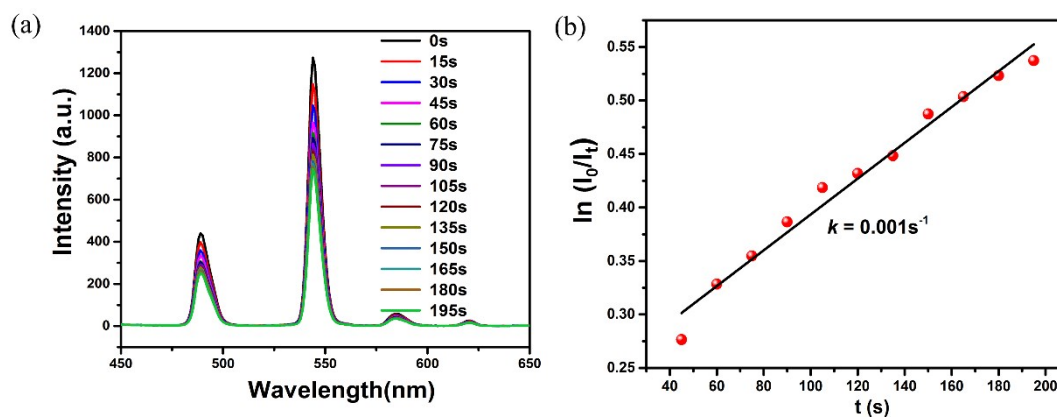 (a)
1400
1200
1000
800
600
400
200
0
Intensity (a.u.)
450
500
550
600
650
Wavelength(nm)
0s
15s
30s
45s
60s
75s
90s
105s
120s
135s
150s
165s
180s
195s
(b)
0.55
0.50
0.45
0.40
0.35
0.30
0.25
ln (I₀/Iₜ)
k = 0.001s⁻¹
40
60
80
100
120
140
160
180
200
t (s)